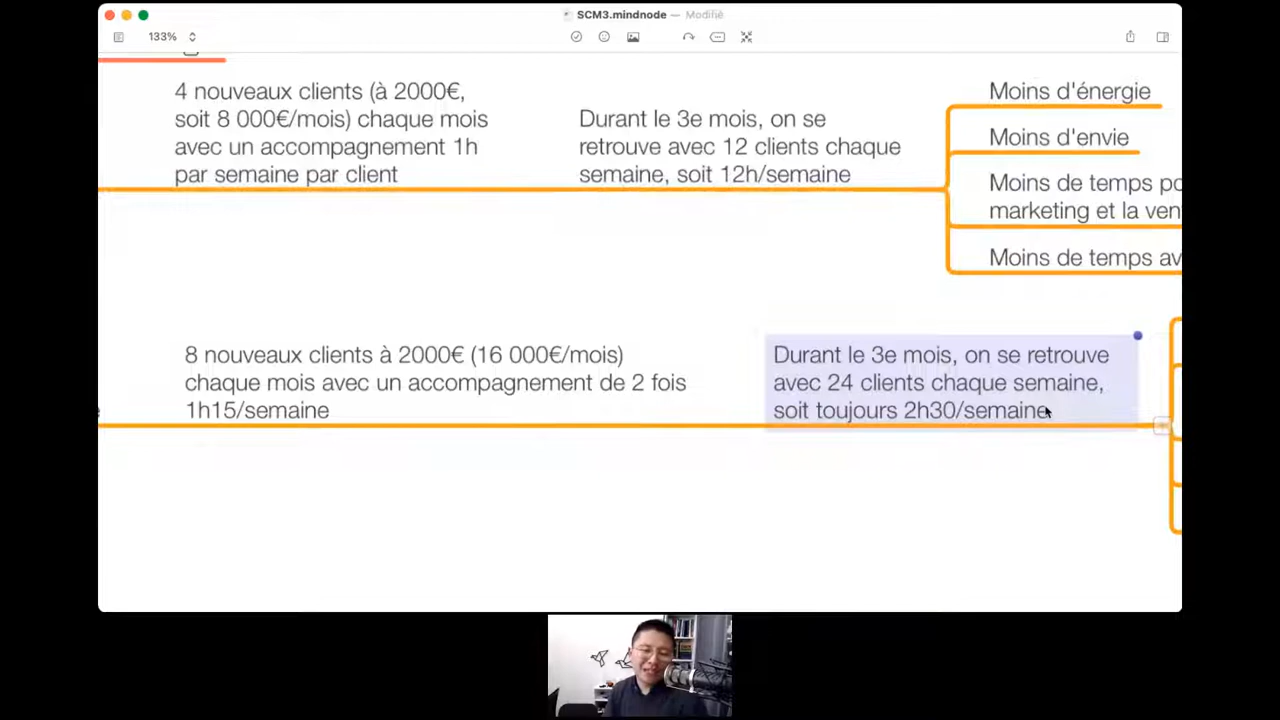 SCM3.mindnode — Modifié
133%
4 nouveaux clients (à 2000€,
soit 8 000€/mois) chaque mois
avec un accompagnement 1h
par semaine par client
Durant le 3e mois, on se
retrouve avec 12 clients chaque
semaine, soit 12h/semaine
Moins d'énergie
Moins d'envie
Moins de temps
marketing et la
Moins de temps
8 nouveaux clients à 2000€ (16 000€/mois)
chaque mois avec un accompagnement de 2 fois
1h15/semaine
Durant le 3e mois, on se retrouve
avec 24 clients chaque semaine,
soit toujours 2h30/semaine